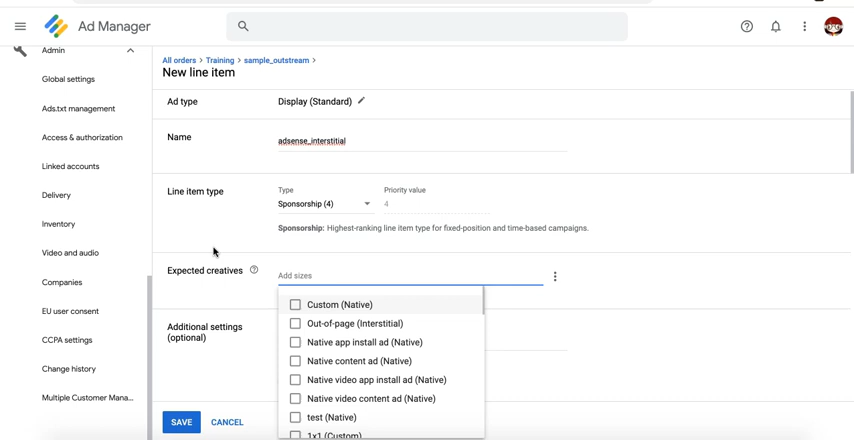 Ad Manager
Admin
Global settings
Ads.txt management
Access & authorization
Linked accounts
Delivery
Inventory
Video and audio
Companies
EU user consent
CCPA settings
Change history
Multiple Customer Mana...
All orders > Training > sample_outstream >
New line item
Ad type
Display (Standard)
Name
adsense_interstitial
Line item type
Type
Priority value
Sponsorship (4)
4
Sponsorship: Highest-ranking line item type for fixed-position and time-based campaigns.
Expected creatives
Add sizes
Custom (Native)
Out-of-page (Interstitial)
Native app install ad (Native)
Native content ad (Native)
Native video app install ad (Native)
Native video content ad (Native)
test (Native)
1x1 (Custom)
Additional settings
(optional)
SAVE
CANCEL